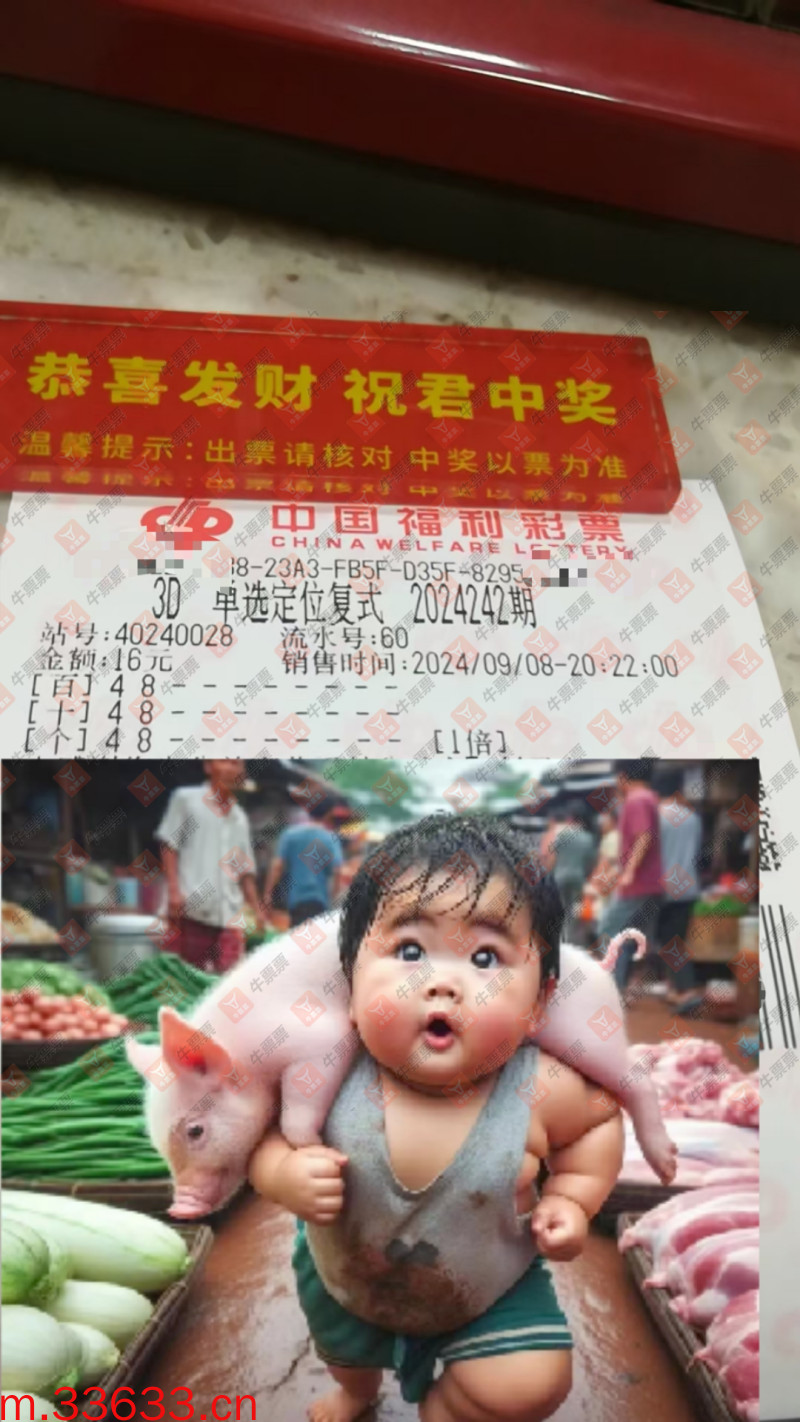 恭喜发财 祝君中奖
温馨提示:出票请核对 中奖以票为准
中国福利彩票
CHINA WELFARE LOTTERY
8-23A3-FB5F-D35F-8295
3D 单选定位复式 2024242期
站号:40240028 流水号:60
金额:16元 销售时间:2024/09/08-20:22:00
[百] 4 8 - - - - - - - -
[十] 4 8 - - - - - - - -
[个] 4 8 - - - - - - - - [1倍]
牛票票
m.33633.cn